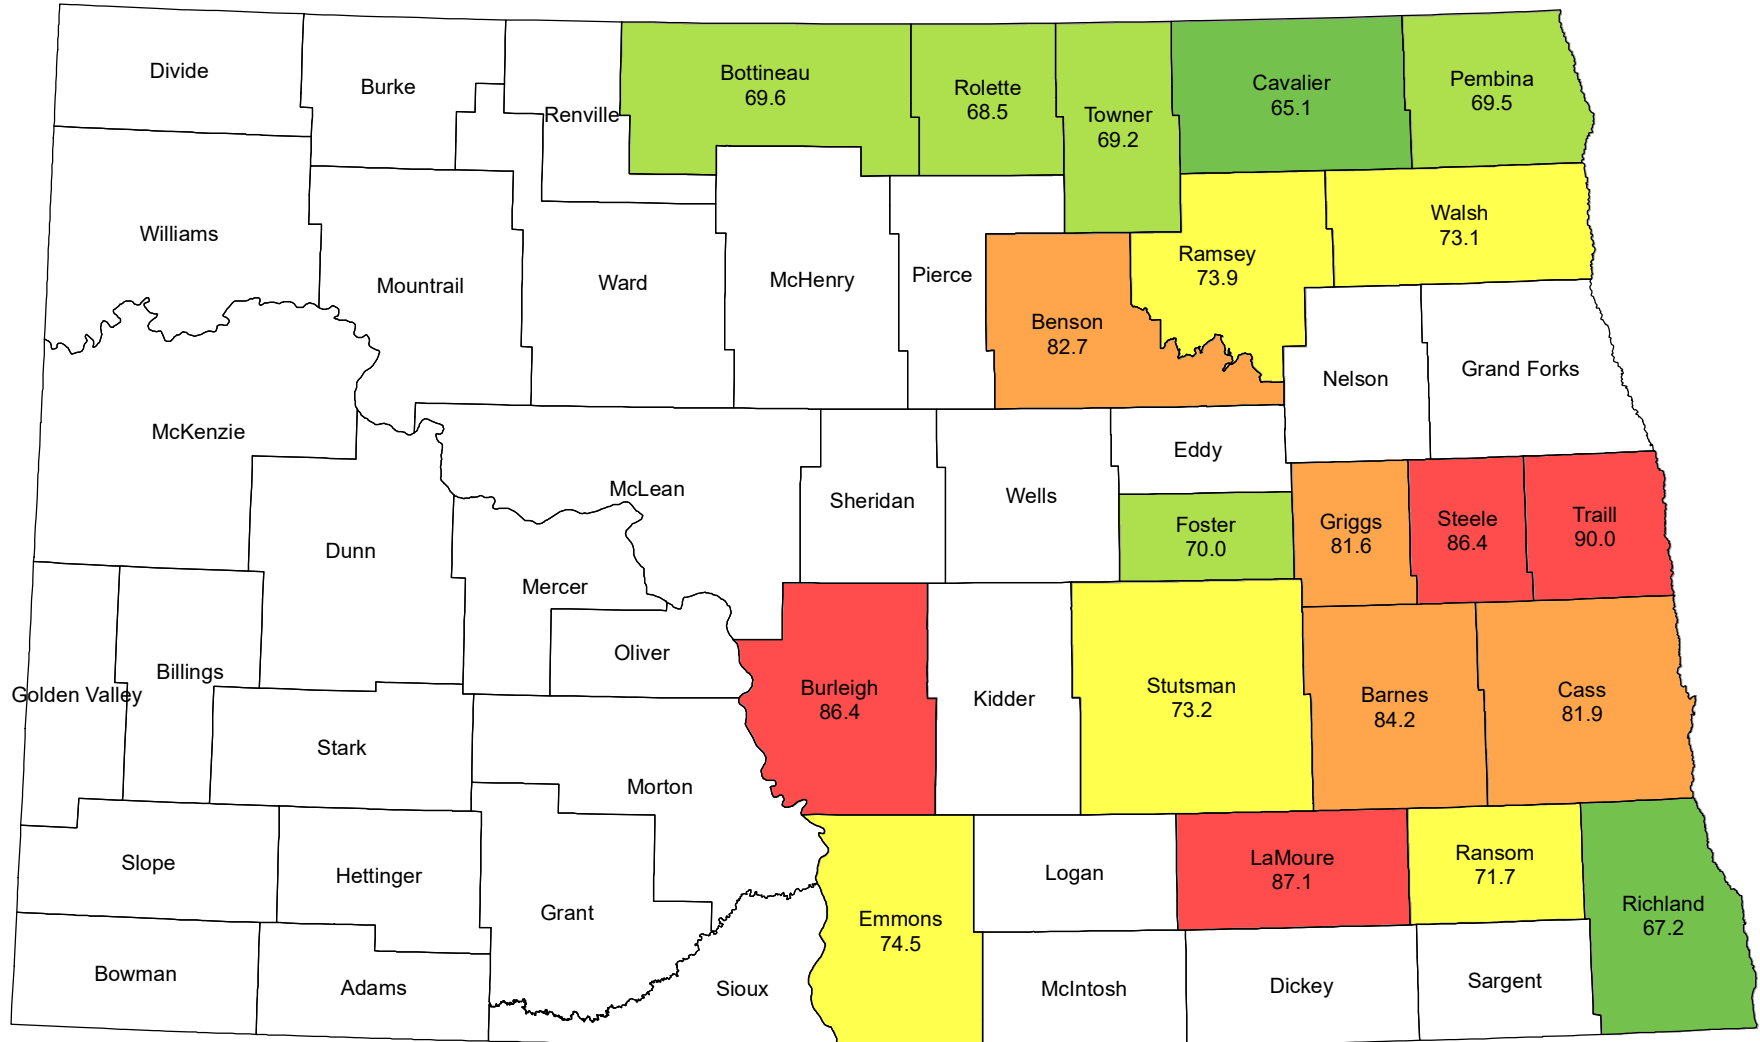 Divide
Burke
Renville
Bottineau
69.6
Rolette
68.5
Towner
69.2
Cavalier
65.1
Pembina
69.5
Williams
Mountrail
Ward
McHenry
Pierce
Benson
82.7
Ramsey
73.9
Walsh
73.1
McKenzie
Nelson
Grand Forks
Dunn
McLean
Sheridan
Wells
Eddy
Foster
70.0
Griggs
81.6
Steele
86.4
Traill
90.0
Mercer
Oliver
Golden Valley
Billings
Stark
Morton
Burleigh
86.4
Kidder
Stutsman
73.2
Barnes
84.2
Cass
81.9
Slope
Hettinger
Grant
Emmons
74.5
Logan
LaMoure
87.1
Ransom
71.7
Richland
67.2
Bowman
Adams
Sioux
McIntosh
Dickey
Sargent